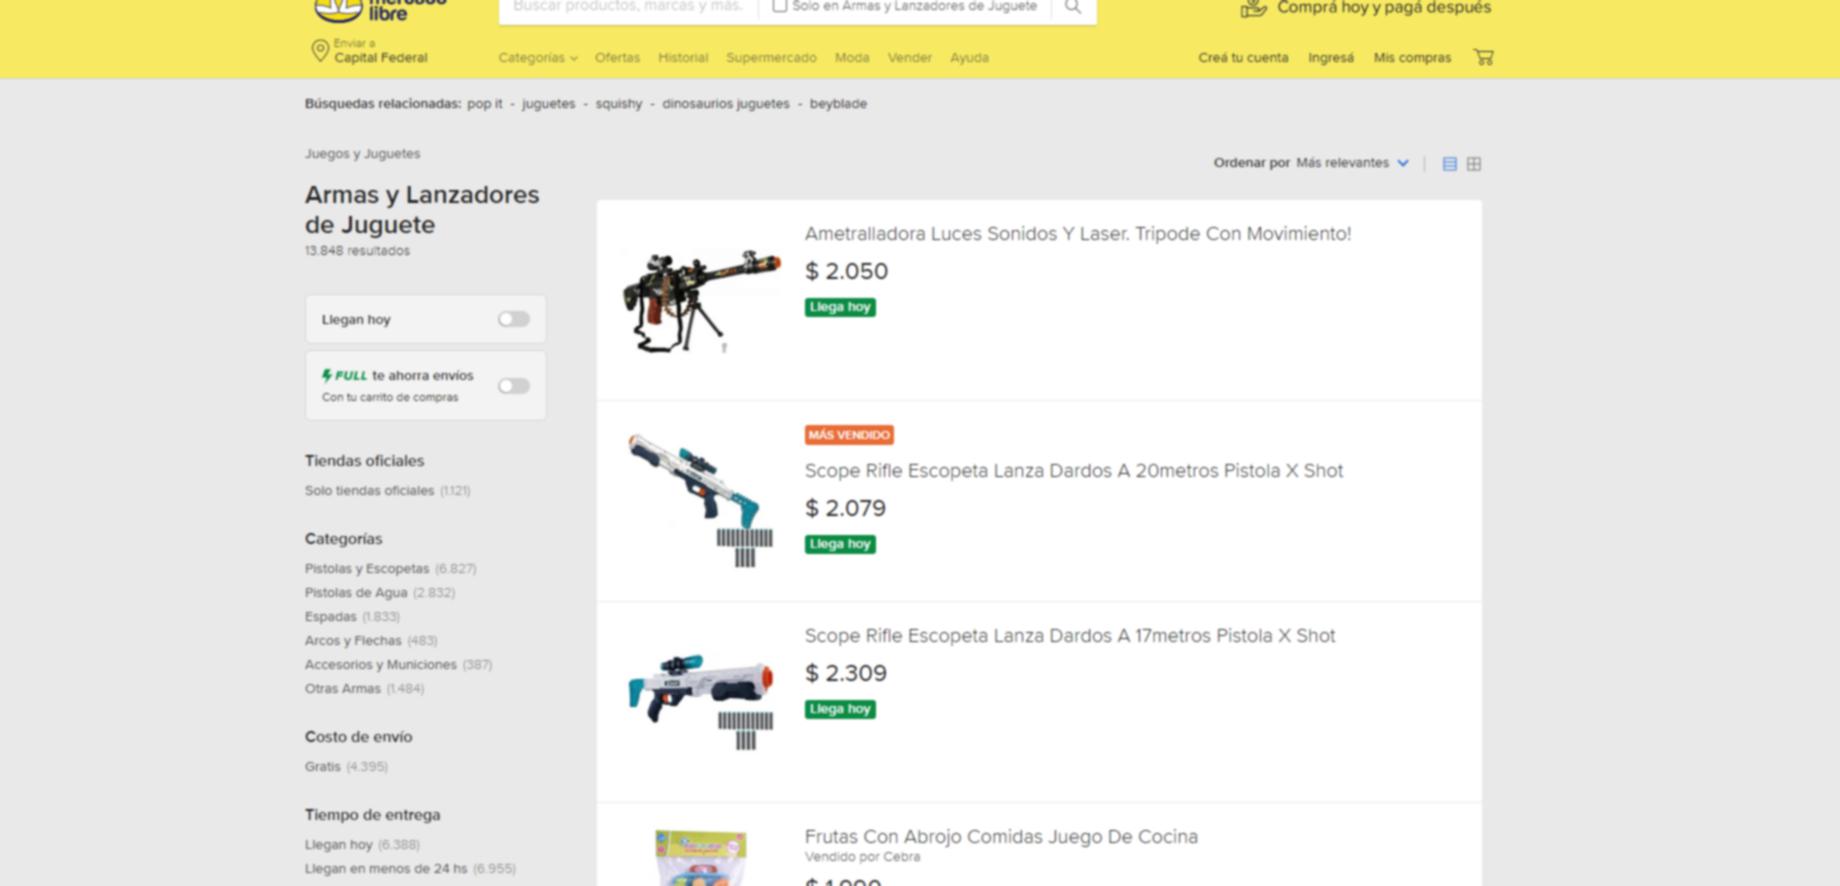 libre
Buscar productos, marcas y más.
Solo en Armas y Lanzadores de Juguete
Comprá hoy y pagá después
Enviar a
Capital Federal
Categorías
Ofertas
Historial
Supermercado
Moda
Vender
Ayuda
Creá tu cuenta
Ingresá
Mis compras
Búsquedas relacionadas: pop it - juguetes - squishy - dinosaurios juguetes - beyblade
Juegos y Juguetes
Armas y Lanzadores
de Juguete
13.848 resultados
Ordenar por Más relevantes
Llegan hoy
FULL te ahorra envíos
Con tu carrito de compras
Tiendas oficiales
Solo tiendas oficiales (1.121)
Categorías
Pistolas y Escopetas (6.827)
Pistolas de Agua (2.832)
Espadas (1.833)
Arcos y Flechas (483)
Accesorios y Municiones (387)
Otras Armas (1.484)
Costo de envío
Gratis (4.395)
Tiempo de entrega
Llegan hoy (6.388)
Llegan en menos de 24 hs (6.955)
Ametralladora Luces Sonidos Y Laser. Tripode Con Movimiento!
$ 2.050
Llega hoy
MÁS VENDIDO
Scope Rifle Escopeta Lanza Dardos A 20metros Pistola X Shot
$ 2.079
Llega hoy
Scope Rifle Escopeta Lanza Dardos A 17metros Pistola X Shot
$ 2.309
Llega hoy
Frutas Con Abrojo Comidas Juego De Cocina
Vendido por Cebra